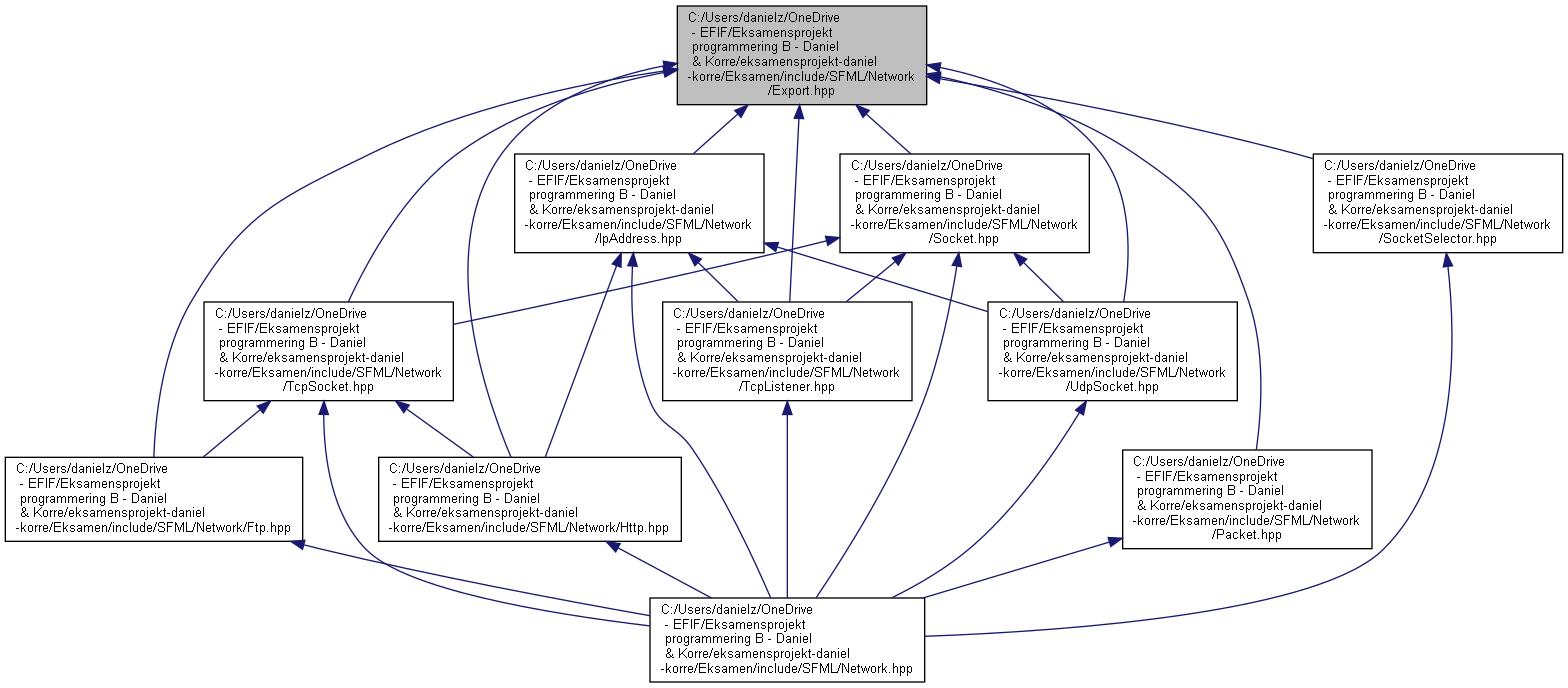 C:/Users/danielz/OneDrive
- EFIF/Eksamensprojekt
programmering B - Daniel
& Korre/eksamensprojekt-daniel
-korre/Eksamen/include/SFML/Network
/Export.hpp
C:/Users/danielz/OneDrive
- EFIF/Eksamensprojekt
programmering B - Daniel
& Korre/eksamensprojekt-daniel
-korre/Eksamen/include/SFML/Network
/IpAddress.hpp
C:/Users/danielz/OneDrive
- EFIF/Eksamensprojekt
programmering B - Daniel
& Korre/eksamensprojekt-daniel
-korre/Eksamen/include/SFML/Network
/Socket.hpp
C:/Users/danielz/OneDrive
- EFIF/Eksamensprojekt
programmering B - Daniel
& Korre/eksamensprojekt-daniel
-korre/Eksamen/include/SFML/Network
/SocketSelector.hpp
C:/Users/danielz/OneDrive
- EFIF/Eksamensprojekt
programmering B - Daniel
& Korre/eksamensprojekt-daniel
-korre/Eksamen/include/SFML/Network
/TcpSocket.hpp
C:/Users/danielz/OneDrive
- EFIF/Eksamensprojekt
programmering B - Daniel
& Korre/eksamensprojekt-daniel
-korre/Eksamen/include/SFML/Network
/TcpListener.hpp
C:/Users/danielz/OneDrive
- EFIF/Eksamensprojekt
programmering B - Daniel
& Korre/eksamensprojekt-daniel
-korre/Eksamen/include/SFML/Network
/UdpSocket.hpp
C:/Users/danielz/OneDrive
- EFIF/Eksamensprojekt
programmering B - Daniel
& Korre/eksamensprojekt-daniel
-korre/Eksamen/include/SFML/Network/Ftp.hpp
C:/Users/danielz/OneDrive
- EFIF/Eksamensprojekt
programmering B - Daniel
& Korre/eksamensprojekt-daniel
-korre/Eksamen/include/SFML/Network/Http.hpp
C:/Users/danielz/OneDrive
- EFIF/Eksamensprojekt
programmering B - Daniel
& Korre/eksamensprojekt-daniel
-korre/Eksamen/include/SFML/Network
/Packet.hpp
C:/Users/danielz/OneDrive
- EFIF/Eksamensprojekt
programmering B - Daniel
& Korre/eksamensprojekt-daniel
-korre/Eksamen/include/SFML/Network.hpp